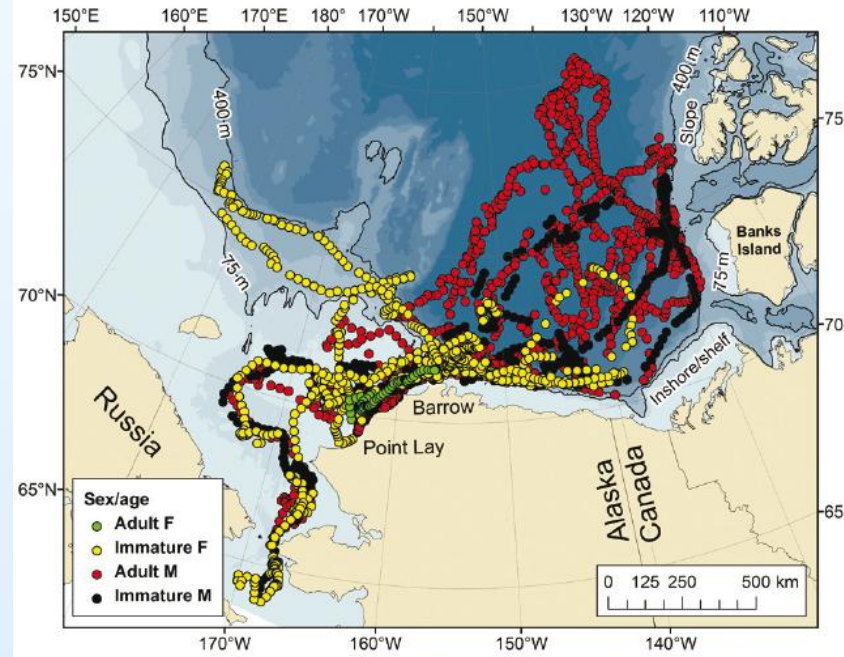 150°E 160°E 170°E 180° 170°W 150°W 130°W 120°W 110°W
75°N
400 m
400 m
Slope
75
Banks
Island
75 m
75 m
70°N
70
Inshore/shelf
Russia
Barrow
Point Lay
Alaska
Canada
65°N
65
Sex/age
Adult F
Immature F
Adult M
Immature M
0 125 250 500 km
170°W 160°W 150°W 140°W